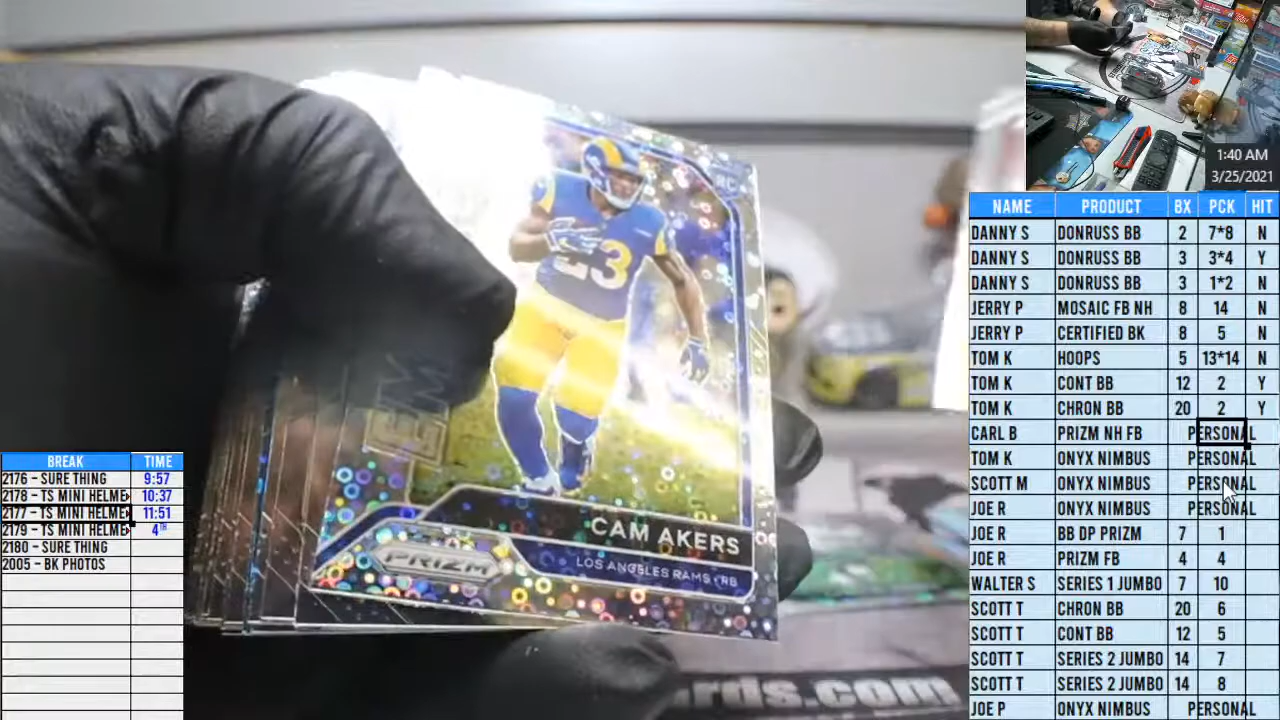 1:40 AM
3/25/2021
NAME PRODUCT BX PCK HIT
DANNY S DONRUSS BB 2 7*8 N
DANNY S DONRUSS BB 3 3*4 Y
DANNY S DONRUSS BB 3 1*2 N
JERRY P MOSAIC FB NH 8 14 N
JERRY P CERTIFIED BK 8 5 N
TOM K HOOPS 5 13*14 N
TOM K CONT BB 12 2 Y
TOM K CHRON BB 20 2 Y
CARL B PRIZM NH FB PERSONAL
TOM K ONYX NIMBUS PERSONAL
SCOTT M ONYX NIMBUS PERSONAL
JOE R ONYX NIMBUS PERSONAL
JOE R BB DP PRIZM 7 1
JOE R PRIZM FB 4 4
WALTER S SERIES 1 JUMBO 7 10
SCOTT T CHRON BB 20 6
SCOTT T CONT BB 12 5
SCOTT T SERIES 2 JUMBO 14 7
SCOTT T SERIES 2 JUMBO 14 8
JOE P ONYX NIMBUS PERSONAL
BREAK TIME
2176 - SURE THING 9:57
2178 - TS MINI HELME 10:37
2177 - TS MINI HELME 11:51
2179 - TS MINI HELME 4TH
2180 - SURE THING
2005 - BK PHOTOS
RC
23
CAM AKERS
LOS ANGELES RAMS RB
PRIZM
rds.com